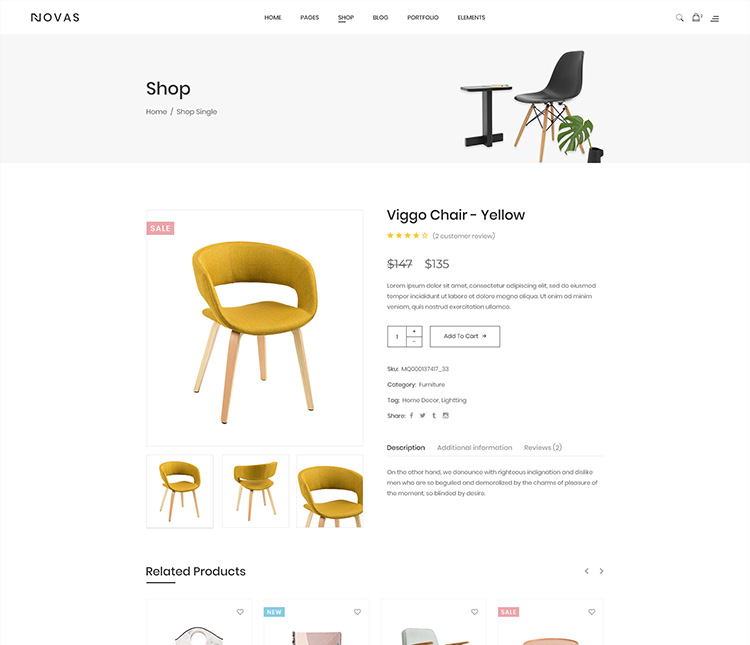 NOVAS
HOME PAGES SHOP BLOG PORTFOLIO ELEMENTS
Shop
Home / Shop Single
SALE
Viggo Chair - Yellow
(2 customer review)
$147 $135
Lorem ipsum dolor sit amet, consectetur adipiscing elit, sed do eiusmod
tempor incididunt ut labore et dolore magna aliqua. Ut enim ad minim
veniam, quis nostrud exercitation ullamco.
1 + -
Add To Cart →
Sku: MQ000137417_33
Category: Furniture
Tag: Home Decor, Lightting
Share:
Description Additional information Reviews (2)
On the other hand, we denounce with righteous indignation and dislike
men who are so beguiled and demoralized by the charms of pleasure of
the moment, so blinded by desire.
Related Products
NEW
SALE